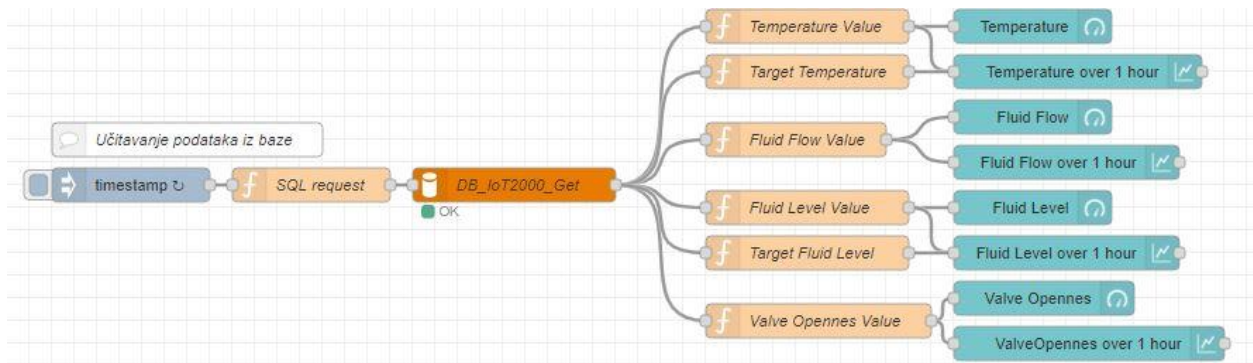 Temperature Value
Temperature
Target Temperature
Temperature over 1 hour
Učitavanje podataka iz baze
Fluid Flow Value
Fluid Flow
Fluid Flow over 1 hour
timestamp ↻
SQL request
DB_IoT2000_Get
OK
Fluid Level Value
Fluid Level
Target Fluid Level
Fluid Level over 1 hour
Valve Opennes Value
Valve Opennes
ValveOpennes over 1 hour